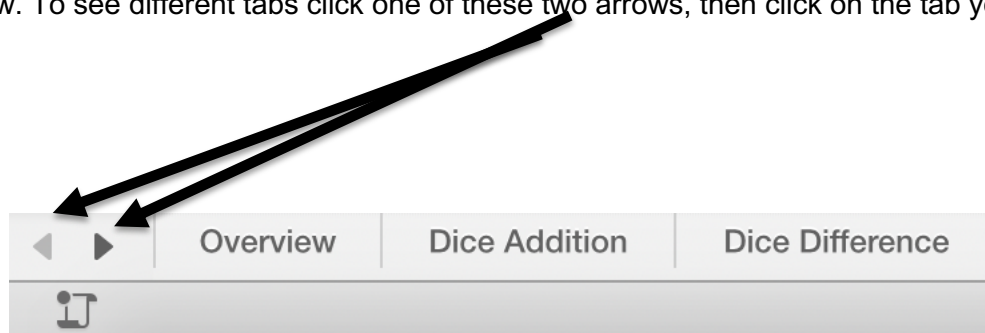 . To see different tabs click one of these two arrows, then click on the tab
Overview Dice Addition Dice Difference